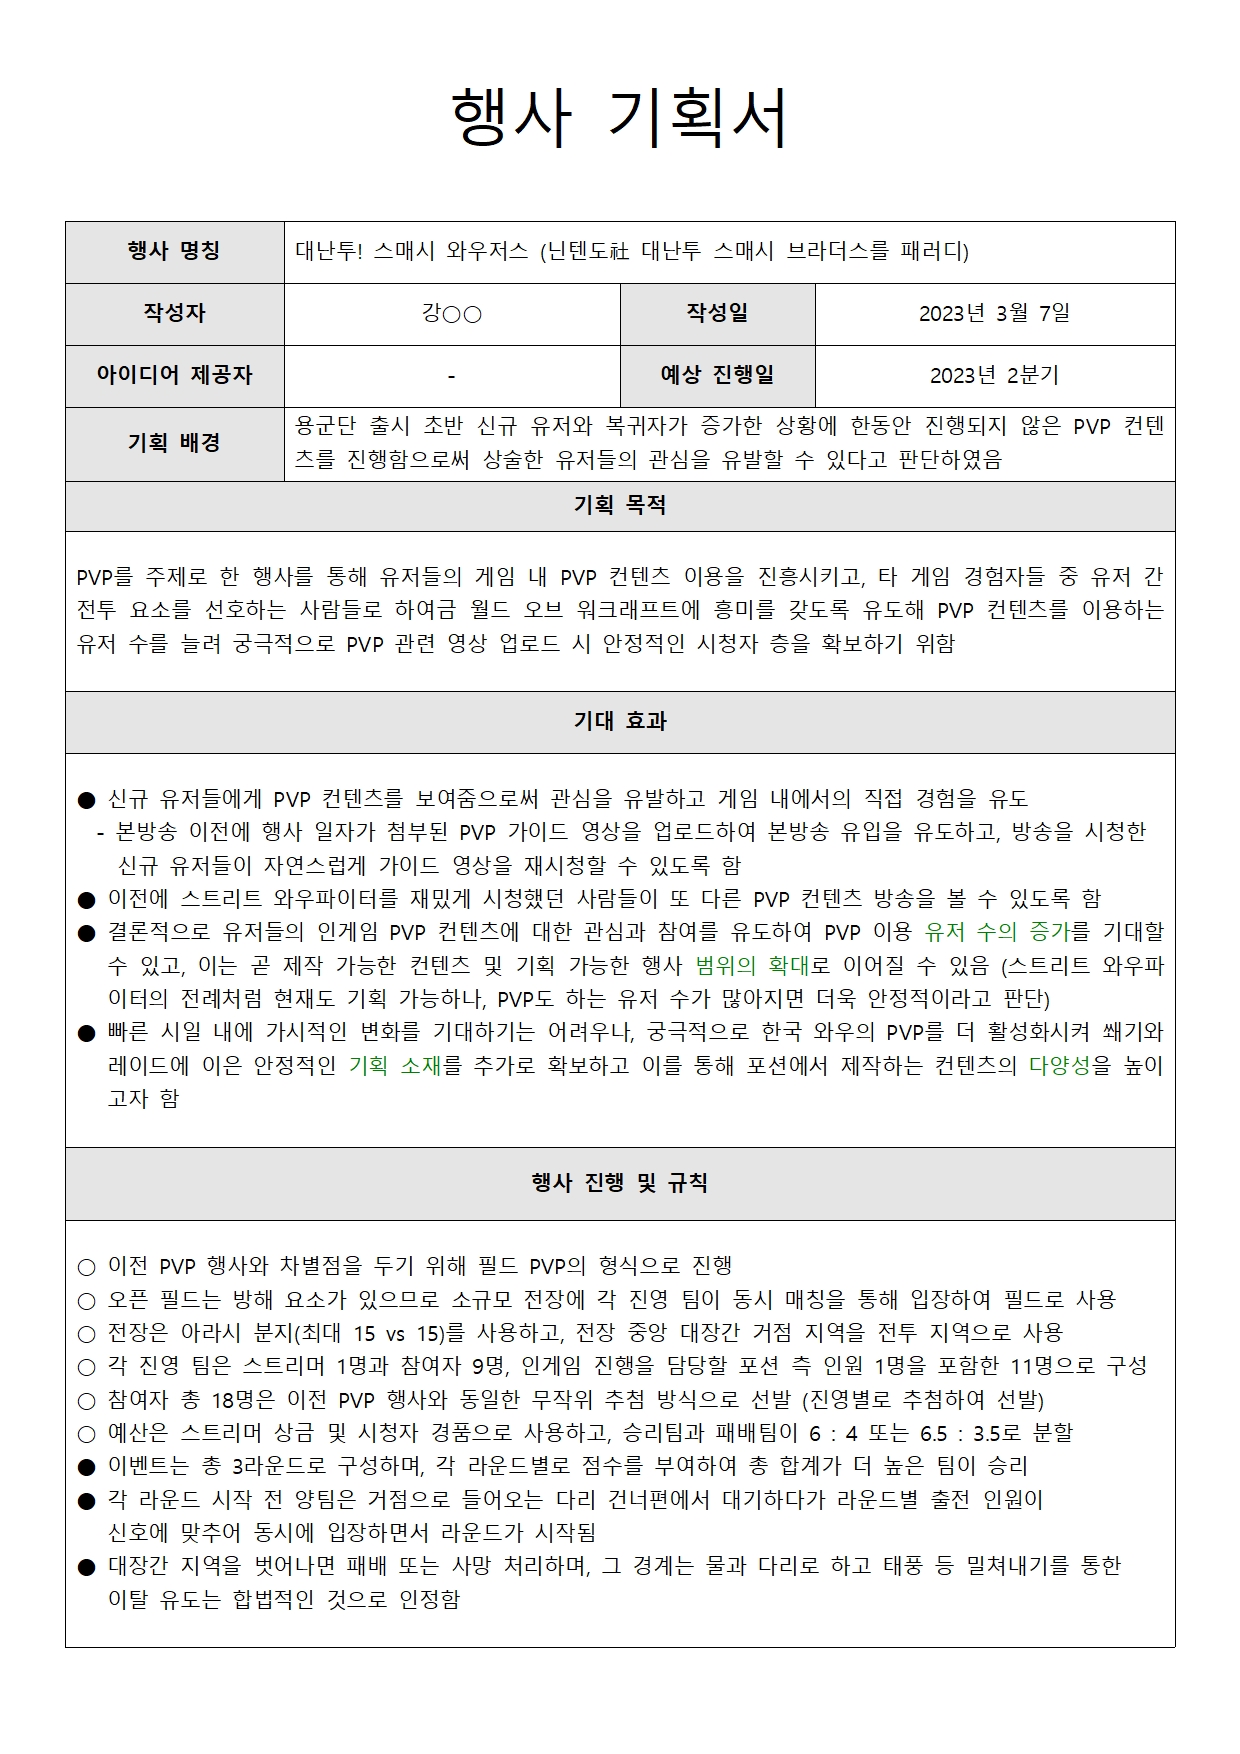 행사 기획서
행사 명칭
대난투! 스매시 와우저스 (닌텐도社 대난투 스매시 브라더스를 패러디)
작성자
강○○
작성일
2023년 3월 7일
아이디어 제공자
-
예상 진행일
2023년 2분기
기획 배경
용군단 출시 초반 신규 유저와 복귀자가 증가한 상황에 한동안 진행되지 않은 PVP 컨텐
츠를 진행함으로써 상술한 유저들의 관심을 유발할 수 있다고 판단하였음
기획 목적
PVP를 주제로 한 행사를 통해 유저들의 게임 내 PVP 컨텐츠 이용을 진흥시키고, 타 게임 경험자들 중 유저 간
전투 요소를 선호하는 사람들로 하여금 월드 오브 워크래프트에 흥미를 갖도록 유도해 PVP 컨텐츠를 이용하는
유저 수를 늘려 궁극적으로 PVP 관련 영상 업로드 시 안정적인 시청자 층을 확보하기 위함
기대 효과
● 신규 유저들에게 PVP 컨텐츠를 보여줌으로써 관심을 유발하고 게임 내에서의 직접 경험을 유도
- 본방송 이전에 행사 일자가 첨부된 PVP 가이드 영상을 업로드하여 본방송 유입을 유도하고, 방송을 시청한
신규 유저들이 자연스럽게 가이드 영상을 재시청할 수 있도록 함
● 이전에 스트리트 와우파이터를 재밌게 시청했던 사람들이 또 다른 PVP 컨텐츠 방송을 볼 수 있도록 함
● 결론적으로 유저들의 인게임 PVP 컨텐츠에 대한 관심과 참여를 유도하여 PVP 이용 유저 수의 증가를 기대할
수 있고, 이는 곧 제작 가능한 컨텐츠 및 기획 가능한 행사 범위의 확대로 이어질 수 있음 (스트리트 와우파
이터의 전례처럼 현재도 기획 가능하나, PVP도 하는 유저 수가 많아지면 더욱 안정적이라고 판단)
● 빠른 시일 내에 가시적인 변화를 기대하기는 어려우나, 궁극적으로 한국 와우의 PVP를 더 활성화시켜 쐐기와
레이드에 이은 안정적인 기획 소재를 추가로 확보하고 이를 통해 포션에서 제작하는 컨텐츠의 다양성을 높이
고자 함
행사 진행 및 규칙
○ 이전 PVP 행사와 차별점을 두기 위해 필드 PVP의 형식으로 진행
○ 오픈 필드는 방해 요소가 있으므로 소규모 전장에 각 진영 팀이 동시 매칭을 통해 입장하여 필드로 사용
○ 전장은 아라시 분지(최대 15 vs 15)를 사용하고, 전장 중앙 대장간 거점 지역을 전투 지역으로 사용
○ 각 진영 팀은 스트리머 1명과 참여자 9명, 인게임 진행을 담당할 포션 측 인원 1명을 포함한 11명으로 구성
○ 참여자 총 18명은 이전 PVP 행사와 동일한 무작위 추첨 방식으로 선발 (진영별로 추첨하여 선발)
○ 예산은 스트리머 상금 및 시청자 경품으로 사용하고, 승리팀과 패배팀이 6 : 4 또는 6.5 : 3.5로 분할
● 이벤트는 총 3라운드로 구성하며, 각 라운드별로 점수를 부여하여 총 합계가 더 높은 팀이 승리
● 각 라운드 시작 전 양팀은 거점으로 들어오는 다리 건너편에서 대기하다가 라운드별 출전 인원이
신호에 맞추어 동시에 입장하면서 라운드가 시작됨
● 대장간 지역을 벗어나면 패배 또는 사망 처리하며, 그 경계는 물과 다리로 하고 태풍 등 밀쳐내기를 통한
이탈 유도는 합법적인 것으로 인정함